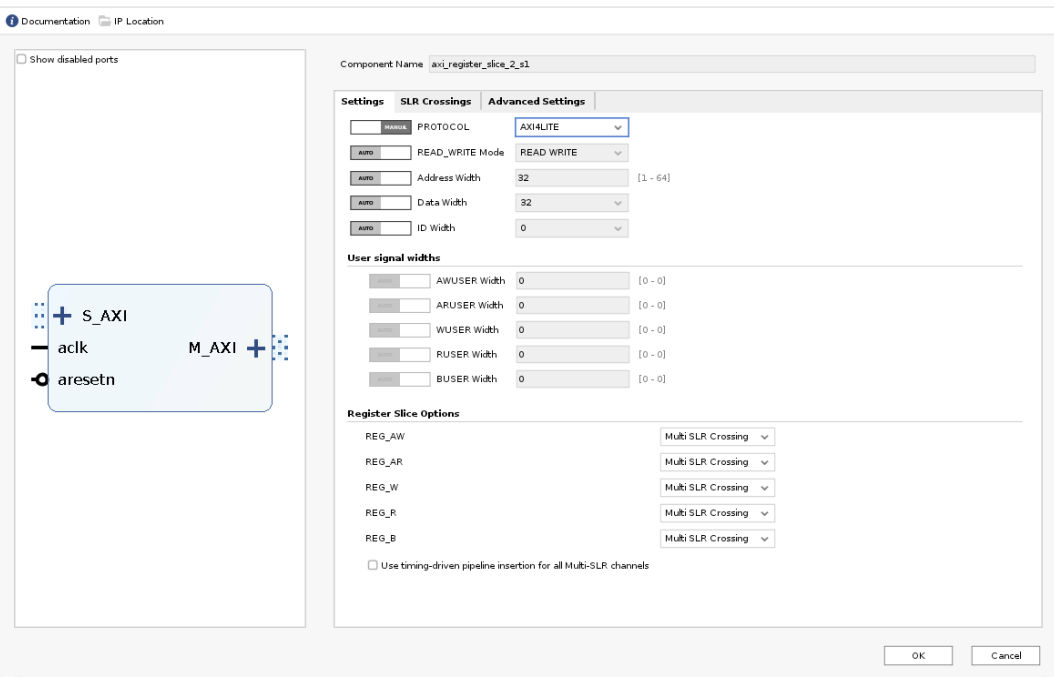 Documentation IP Location
Show disabled ports
Component Name axi_register_slice_2_s1
Settings SLR Crossings Advanced Settings
MANUAL PROTOCOL AXI4LITE
AUTO READ_WRITE Mode READ WRITE
AUTO Address Width 32 [1 - 64]
AUTO Data Width 32
AUTO ID Width 0
User signal widths
AUTO AWUSER Width 0 [0 - 0]
AUTO ARUSER Width 0 [0 - 0]
AUTO WUSER Width 0 [0 - 0]
AUTO RUSER Width 0 [0 - 0]
AUTO BUSER Width 0 [0 - 0]
S_AXI
aclk M_AXI
aresetn
Register Slice Options
REG_AW Multi SLR Crossing
REG_AR Multi SLR Crossing
REG_W Multi SLR Crossing
REG_R Multi SLR Crossing
REG_B Multi SLR Crossing
Use timing-driven pipeline insertion for all Multi-SLR channels
OK Cancel